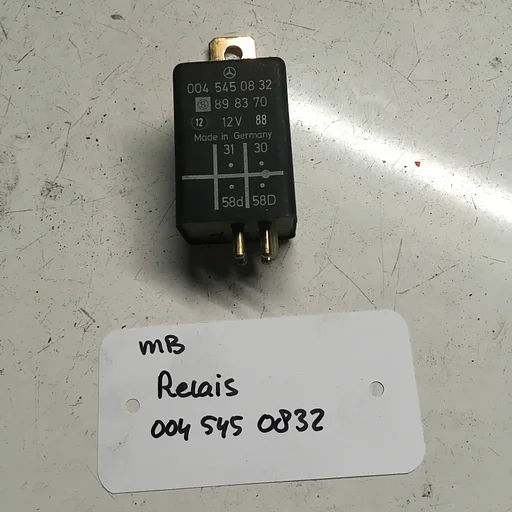 004 545 08 32
89 83 70
12 12V 88
Made in Germany
31 30
58d 58D
MB
Relais
004 545 0832